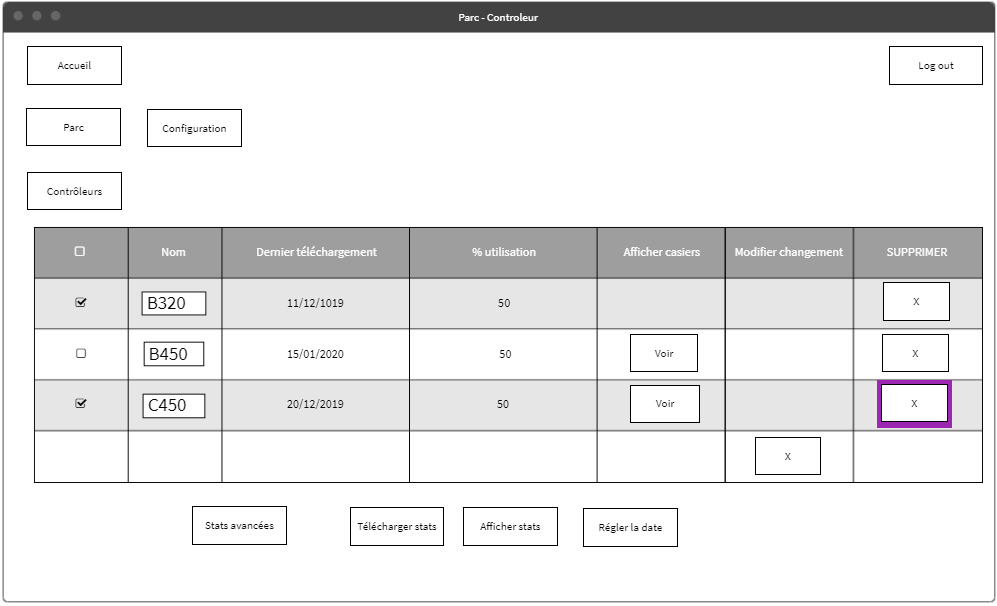 Parc - Controleur
Accueil
Log out
Parc
Configuration
Contrôleurs
Nom Dernier téléchargement % utilisation Afficher casiers Modifier changement SUPPRIMER
B320 11/12/1019 50 X
B450 15/01/2020 50 Voir X
C450 20/12/2019 50 Voir X
X
Stats avancées Télécharger stats Afficher stats Régler la date